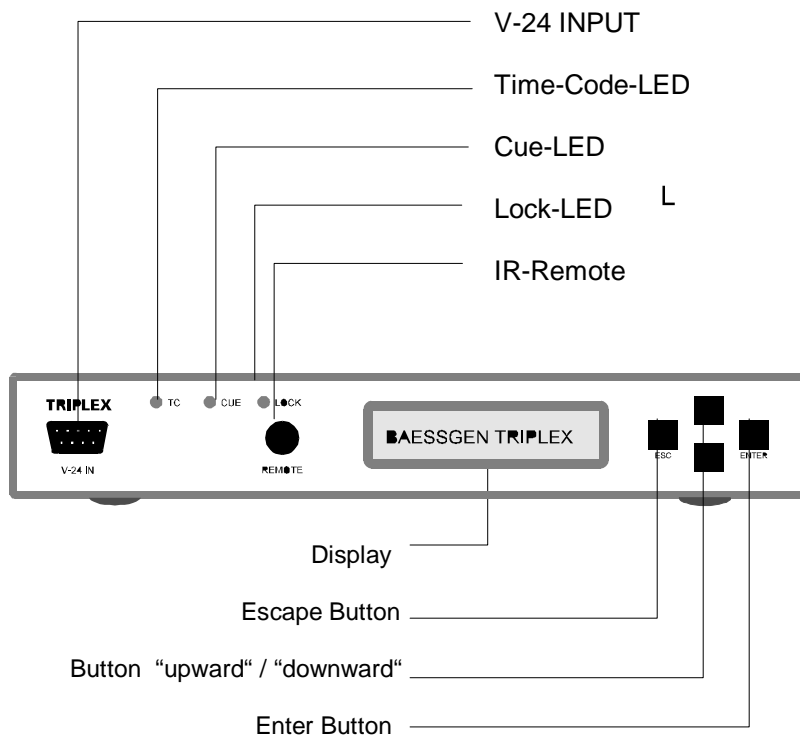 V-24 INPUT
Time-Code-LED
Cue-LED
Lock-LED L
IR-Remote
TRIPLEX
TC CUE LOCK
BAESSGEN TRIPLEX
V-24 IN
REMOTE
ESC
ENTER
Display
Escape Button
Button “upward“ / “downward“
Enter Button